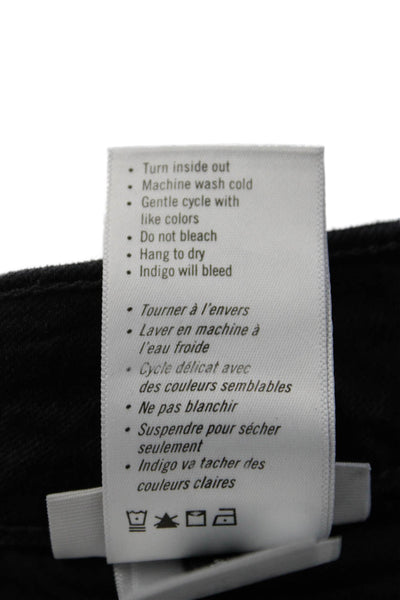 • Turn inside out
• Machine wash cold
• Gentle cycle with
like colors
• Do not bleach
• Hang to dry
• Indigo will bleed
• Tourner à l'envers
• Laver en machine à
l'eau froide
• Cycle délicat avec
des couleurs semblables
• Ne pas blanchir
• Suspendre pour sécher
seulement
• Indigo va tacher des
couleurs claires